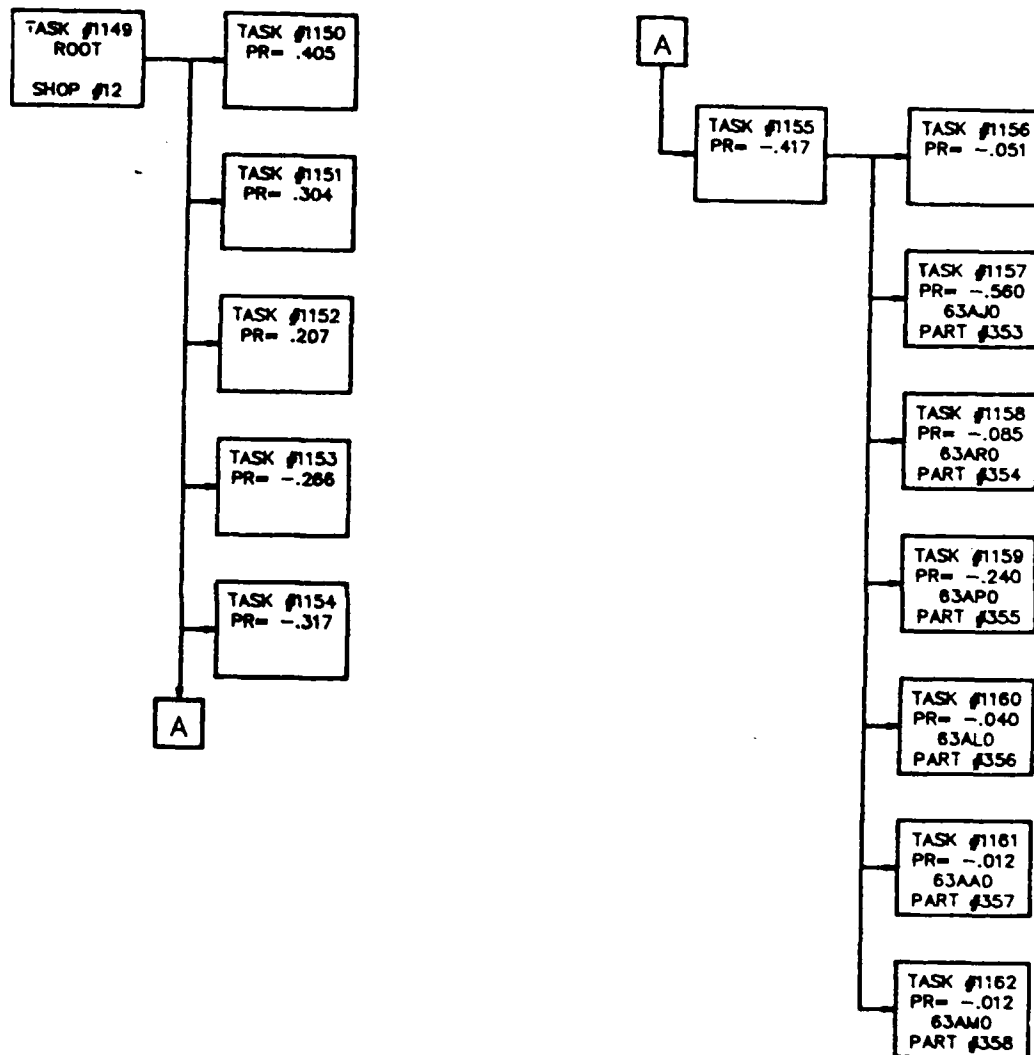 TASK #1149
ROOT
SHOP #12
TASK #1150
PR= .405
TASK #1151
PR= .304
TASK #1152
PR= .207
TASK #1153
PR= -.266
TASK #1154
PR= -.317
A
A
TASK #1155
PR= -.417
TASK #1156
PR= -.051
TASK #1157
PR= -.560
63AJ0
PART #353
TASK #1158
PR= -.085
63AR0
PART #354
TASK #1159
PR= -.240
63AP0
PART #355
TASK #1160
PR= -.040
63AL0
PART #356
TASK #1161
PR= -.012
63AA0
PART #357
TASK #1162
PR= -.012
63AM0
PART #358